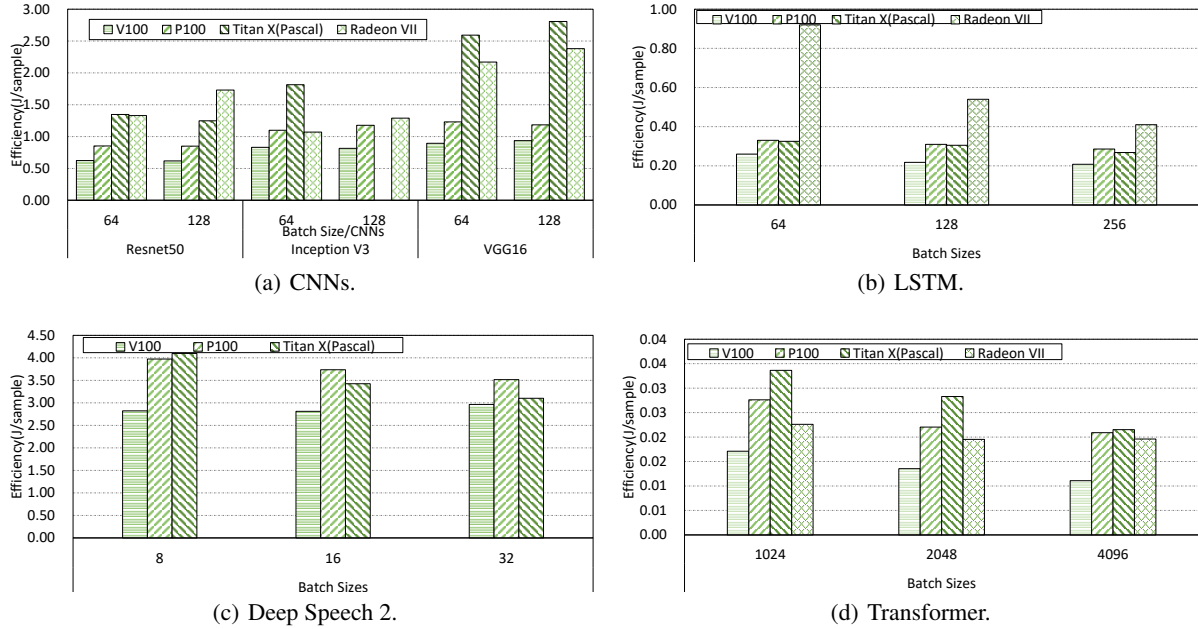 3.00
2.50
2.00
1.50
1.00
0.50
0.00
Efficiency(J/sample)
V100 P100 Titan X(Pascal) Radeon VII
64 128 64 128 64 128
Batch Size/CNNs
Resnet50 Inception V3 VGG16
(a) CNNs.
1.00
0.80
0.60
0.40
0.20
0.00
Efficiency(J/sample)
V100 P100 Titan X(Pascal) Radeon VII
64 128 256
Batch Sizes
(b) LSTM.
4.50
4.00
3.50
3.00
2.50
2.00
1.50
1.00
0.50
0.00
Efficiency(J/sample)
V100 P100 Titan X(Pascal)
8 16 32
Batch Sizes
(c) Deep Speech 2.
0.04
0.04
0.03
0.03
0.02
0.02
0.01
0.01
0.00
Efficiency(J/sample)
V100 P100 Titan X(Pascal) Radeon VII
1024 2048 4096
Batch Sizes
(d) Transformer.